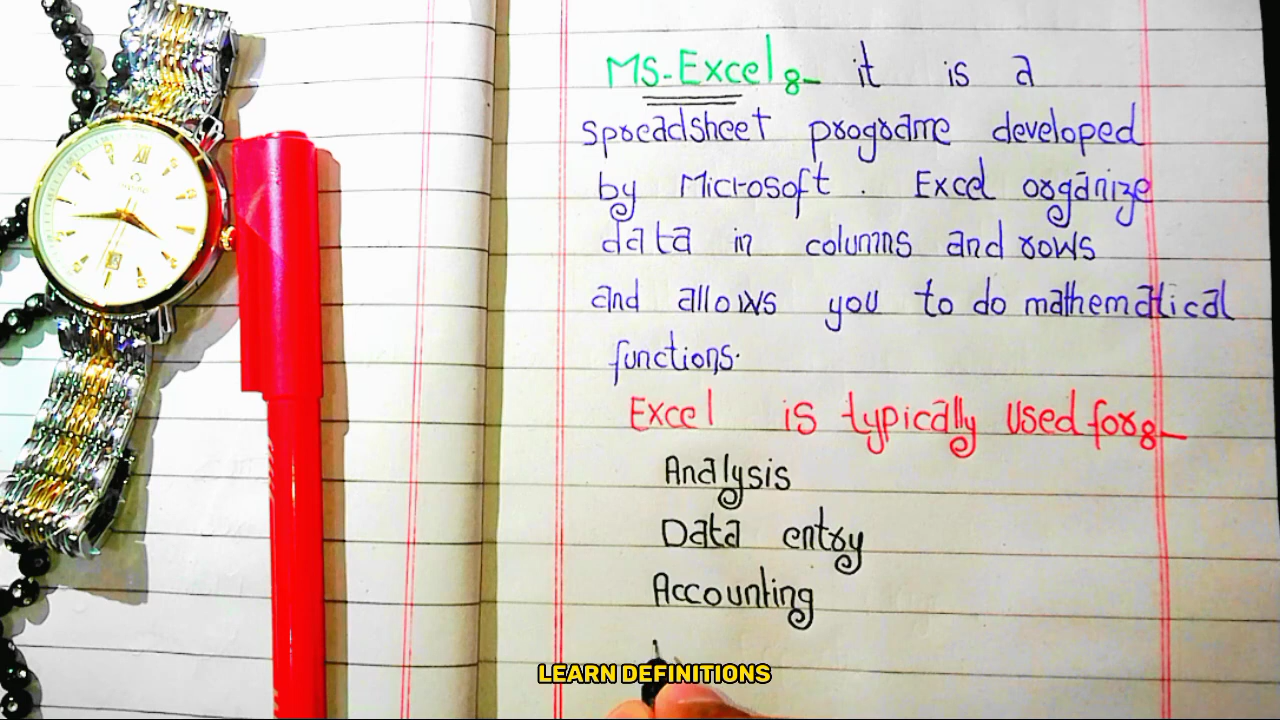 MS-Excel :- it is a
spreadsheet programe developed
by Microsoft. Excel organize
data in columns and rows
and allows you to do mathematical
functions.
Excel is typically used for:-
Analysis
Data entry
Accounting
LEARN DEFINITIONS